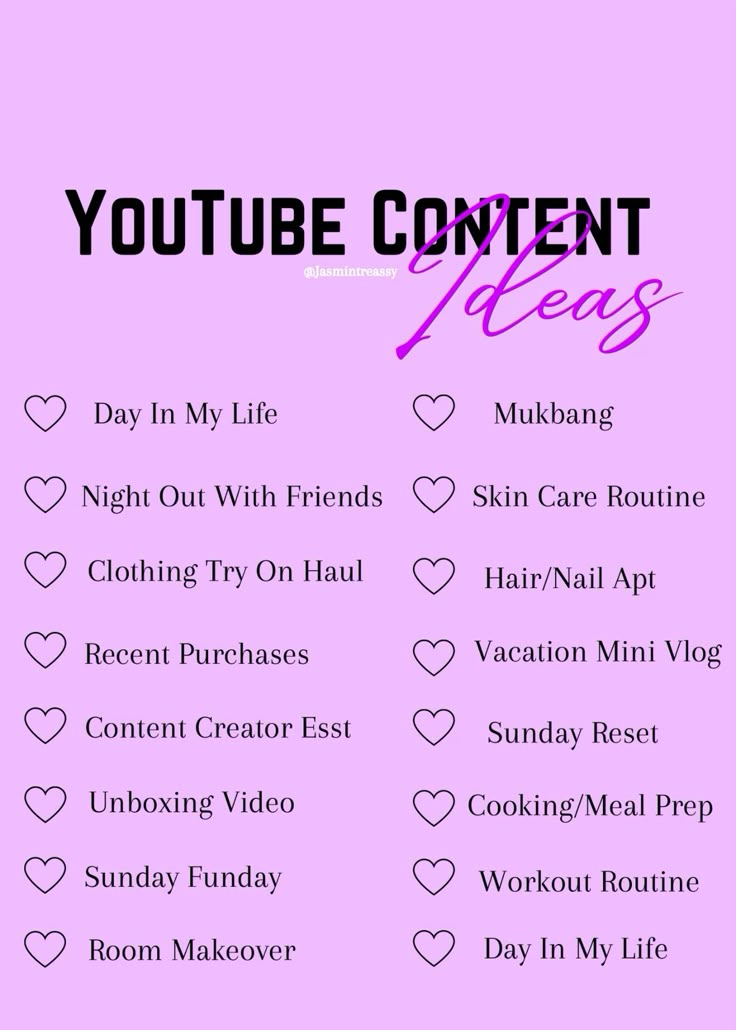 YouTube Content
Ideas
@Jasmintreassy
Day In My Life
Night Out With Friends
Clothing Try On Haul
Recent Purchases
Content Creator Esst
Unboxing Video
Sunday Funday
Room Makeover
Mukbang
Skin Care Routine
Hair/Nail Apt
Vacation Mini Vlog
Sunday Reset
Cooking/Meal Prep
Workout Routine
Day In My Life